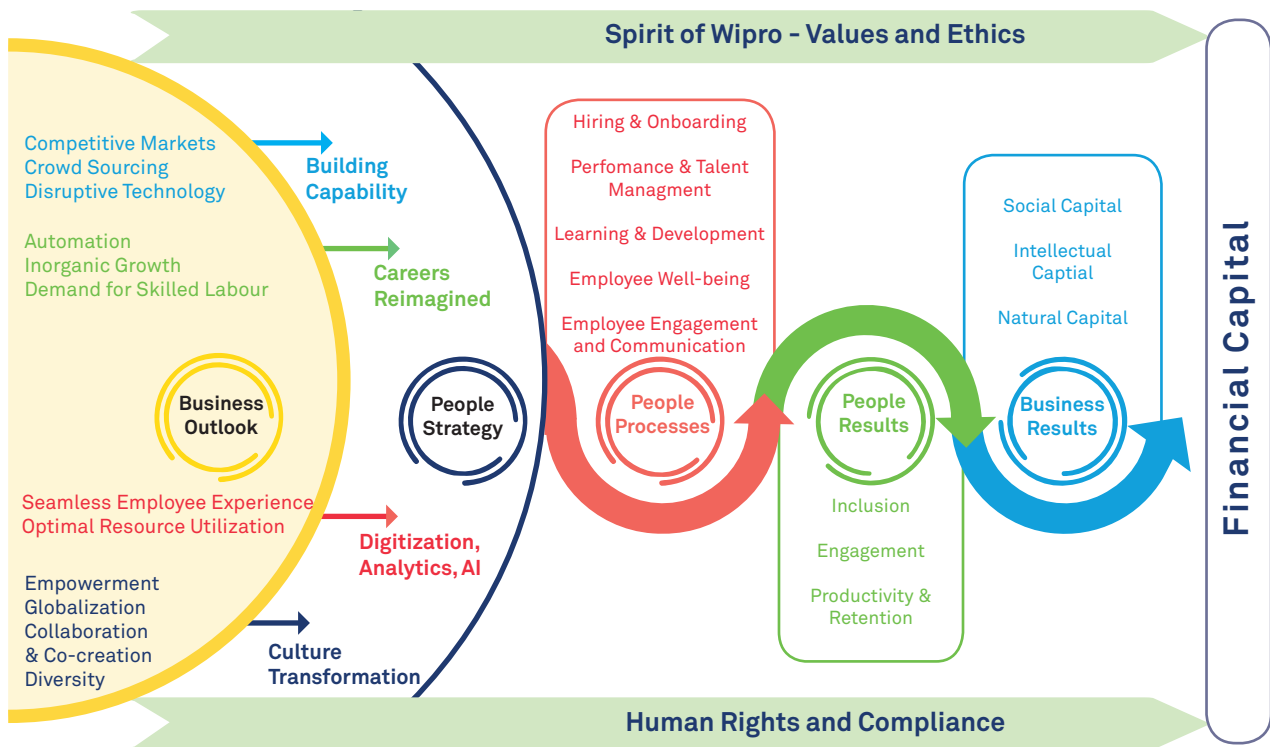 Spirit of Wipro - Values and Ethics
Competitive Markets
Crowd Sourcing
Disruptive Technology
Building
Capability
Automation
Inorganic Growth
Demand for Skilled Labour
Careers
Reimagined
Business
Outlook
People
Strategy
Seamless Employee Experience
Optimal Resource Utilization
Digitization,
Analytics, AI
Empowerment
Globalization
Collaboration
& Co-creation
Diversity
Culture
Transformation
Hiring & Onboarding
Perfomance & Talent
Managment
Learning & Development
Employee Well-being
Employee Engagement
and Communication
People
Processes
People
Results
Inclusion
Engagement
Productivity &
Retention
Social Capital
Intellectual
Captial
Natural Capital
Business
Results
Financial Capital
Human Rights and Compliance